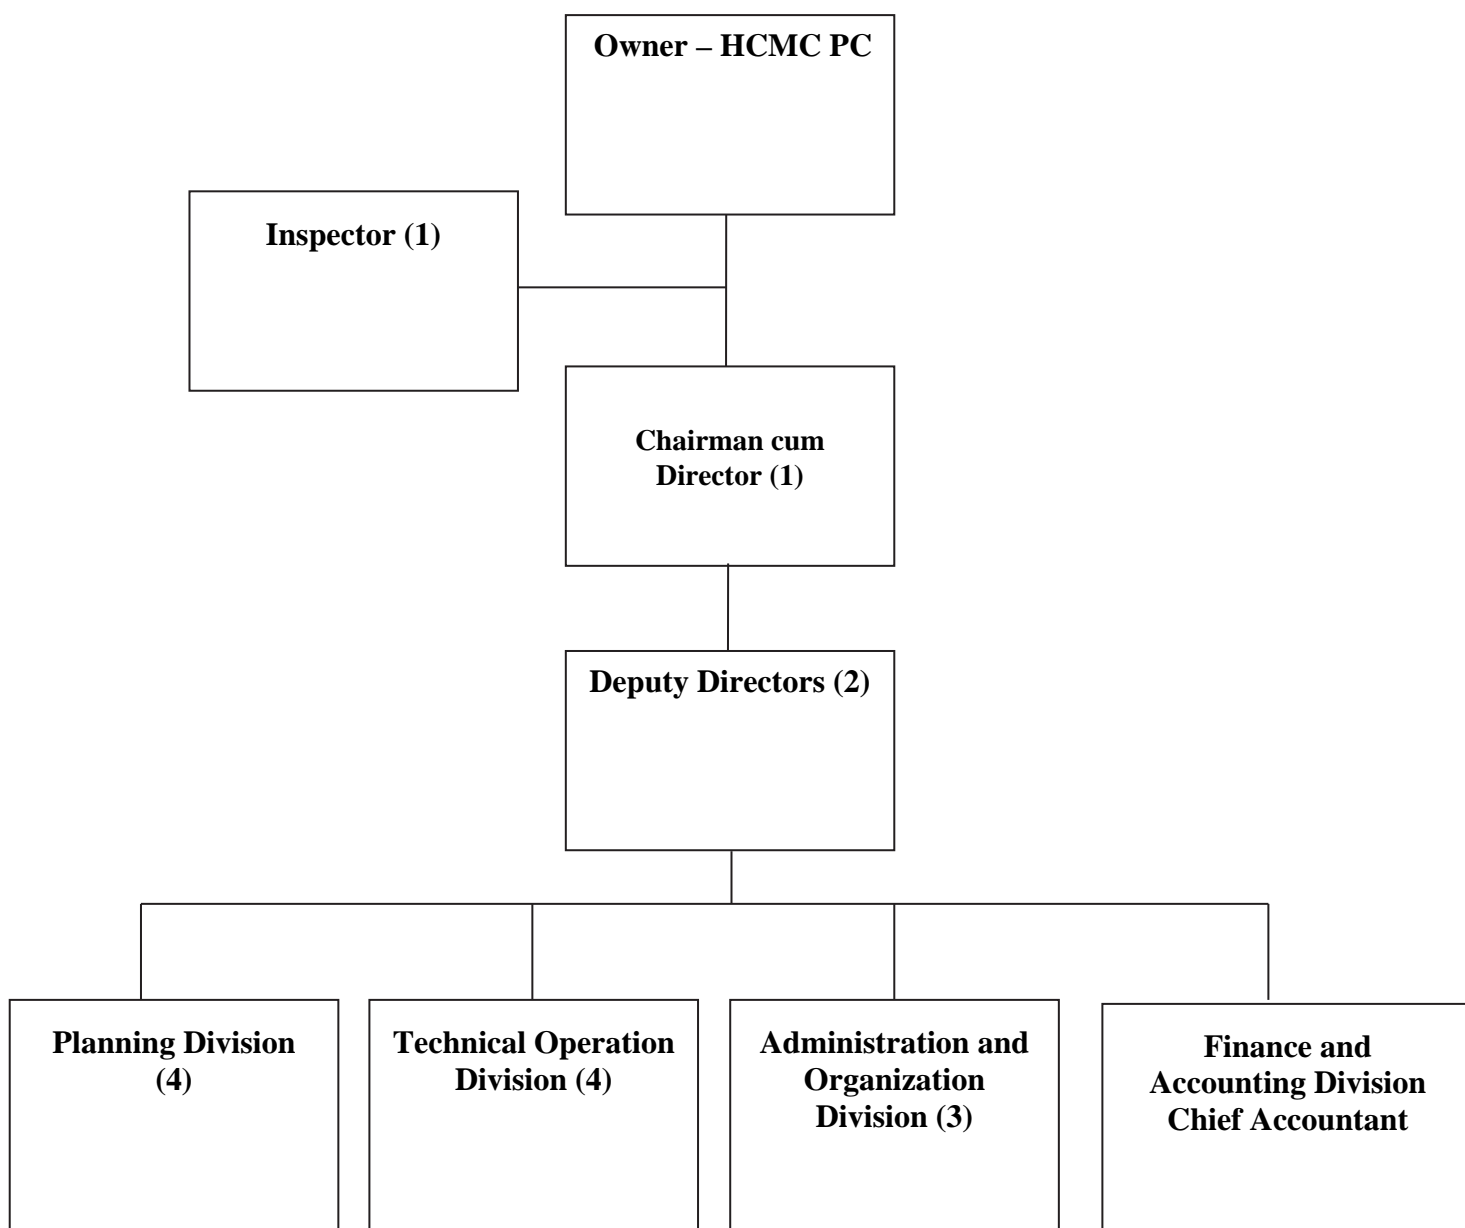 Owner – HCMC PC
Inspector (1)
Chairman cum
Director (1)
Deputy Directors (2)
Planning Division
(4)
Technical Operation
Division (4)
Administration and
Organization
Division (3)
Finance and
Accounting Division
Chief Accountant